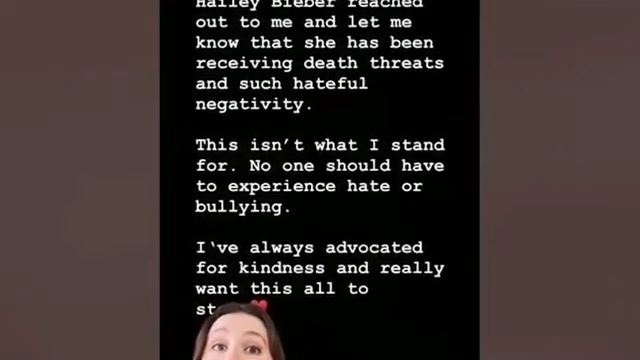 Hailey Bieber reached
out to me and let me
know that she has been
receiving death threats
and such hateful
negativity.
This isn't what I stand
for. No one should have
to experience hate or
bullying.
I've always advocated
for kindness and really
want this all to